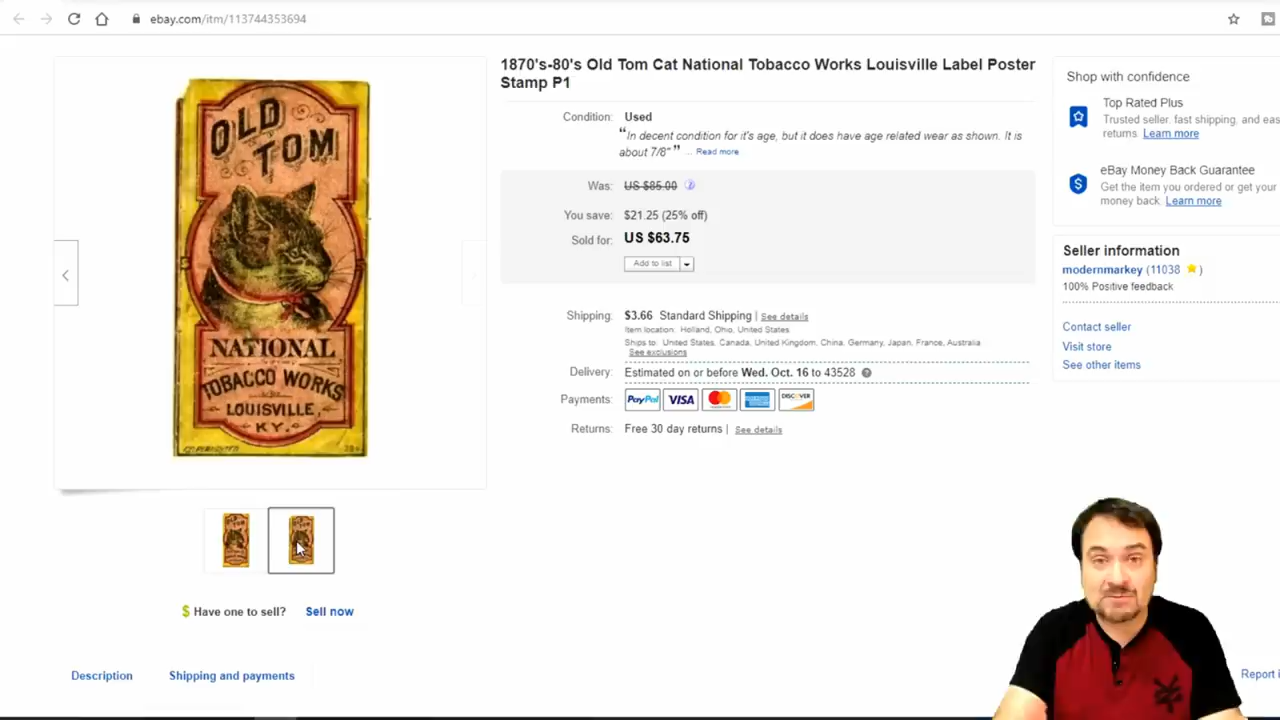 ebay.com/itm/113744353694
1870's-80's Old Tom Cat National Tobacco Works Louisville Label Poster
Stamp P1
Condition: Used
“In decent condition for it's age, but it does have age related wear as shown. It is
about 7/8"” ... Read more
Was: US $85.00
You save: $21.25 (25% off)
Sold for: US $63.75
Add to list
Shipping: $3.66 Standard Shipping | See details
Item location: Holland, Ohio, United States
Ships to: United States, Canada, United Kingdom, China, Germany, Japan, France, Australia
See exclusions
Delivery: Estimated on or before Wed. Oct. 16 to 43528
Payments: PayPal VISA DISCOVER
Returns: Free 30 day returns | See details
OLD
TOM
NATIONAL
TOBACCO WORKS
LOUISVILLE,
KY.
$ Have one to sell? Sell now
Description Shipping and payments
Shop with confidence
Top Rated Plus
Trusted seller, fast shipping, and eas
returns. Learn more
eBay Money Back Guarantee
Get the item you ordered or get your
money back. Learn more
Seller information
modernmarkey (11038 )
100% Positive feedback
Contact seller
Visit store
See other items
Report i